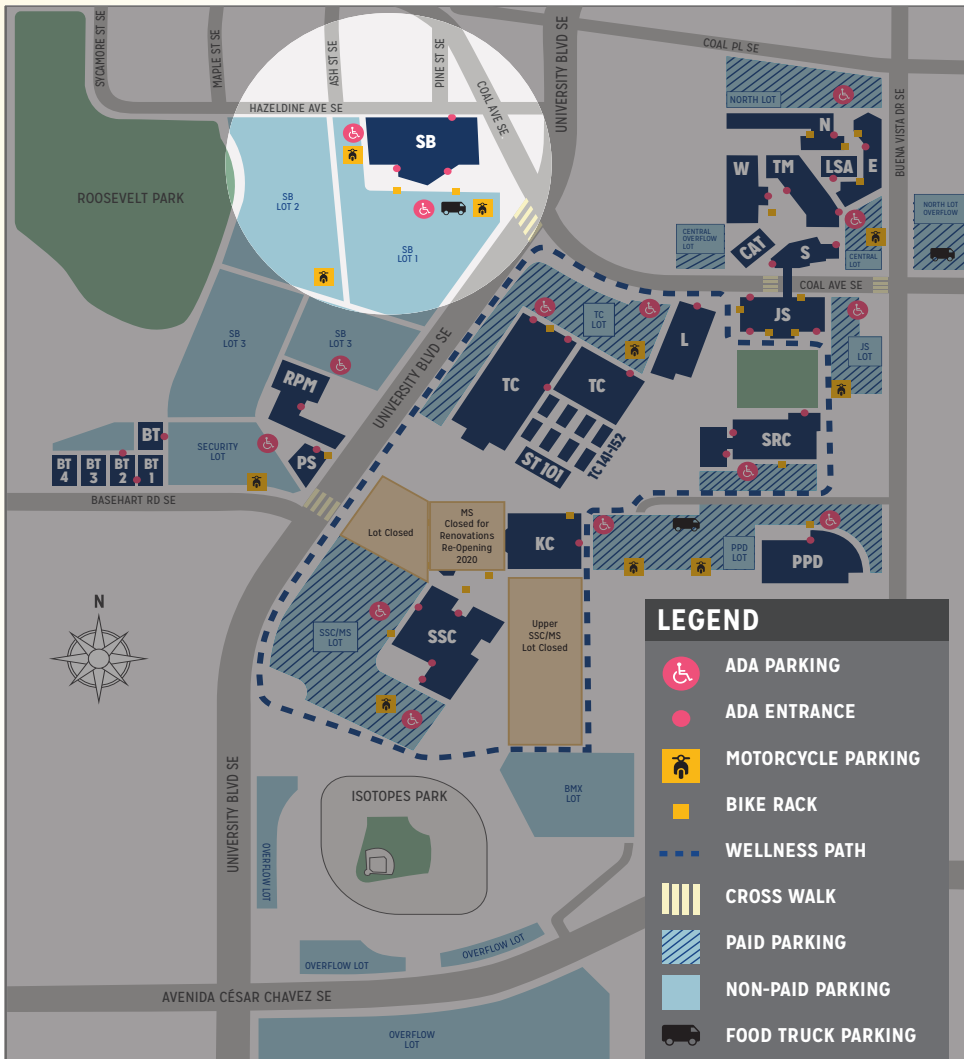 SYCAMORE ST SE
MAPLE ST SE
ASH ST SE
PINE ST SE
COAL AVE SE
UNIVERSITY BLVD SE
COAL PL SE
BUENA VISTA DR SE
HAZELDINE AVE SE
NORTH LOT
SB
N
W
TM
LSA
E
ROOSEVELT PARK
SB
LOT 2
SB
LOT 1
NORTH LOT
OVERFLOW
CENTRAL
OVERFLOW
LOT
CAT
S
CENTRAL
LOT
COAL AVE SE
JS
JS
LOT
SB
LOT 3
SB
LOT 3
TC
LOT
L
UNIVERSITY BLVD SE
RPM
TC
TC
TC 141-152
ST 101
SRC
BT
BT
4
BT
3
BT
2
BT
1
SECURITY
LOT
PS
BASEHART RD SE
Lot Closed
MS
Closed for
Renovations
Re-Opening
2020
KC
PPD
LOT
PPD
N
SSC/MS
LOT
SSC
Upper
SSC/MS
Lot Closed
UNIVERSITY BLVD SE
ISOTOPES PARK
BMX
LOT
OVERFLOW LOT
OVERFLOW LOT
OVERFLOW LOT
AVENIDA CÉSAR CHAVEZ SE
OVERFLOW
LOT
LEGEND
ADA PARKING
ADA ENTRANCE
MOTORCYCLE PARKING
BIKE RACK
WELLNESS PATH
CROSS WALK
PAID PARKING
NON-PAID PARKING
FOOD TRUCK PARKING